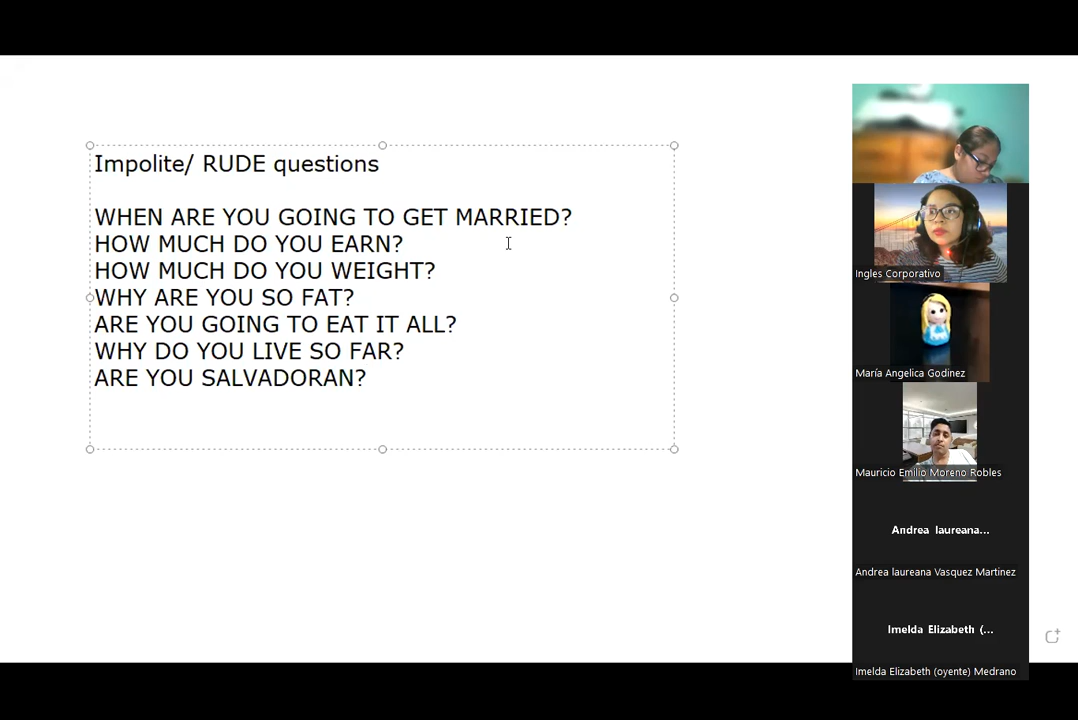 Impolite/ RUDE questions
WHEN ARE YOU GOING TO GET MARRIED?
HOW MUCH DO YOU EARN?
HOW MUCH DO YOU WEIGHT?
WHY ARE YOU SO FAT?
ARE YOU GOING TO EAT IT ALL?
WHY DO YOU LIVE SO FAR?
ARE YOU SALVADORAN?
Ingles Corporativo
María Angelica Godinez
Mauricio Emilio Moreno Robles
Andrea laureana...
Andrea laureana Vasquez Martinez
Imelda Elizabeth (...
Imelda Elizabeth (oyente) Medrano